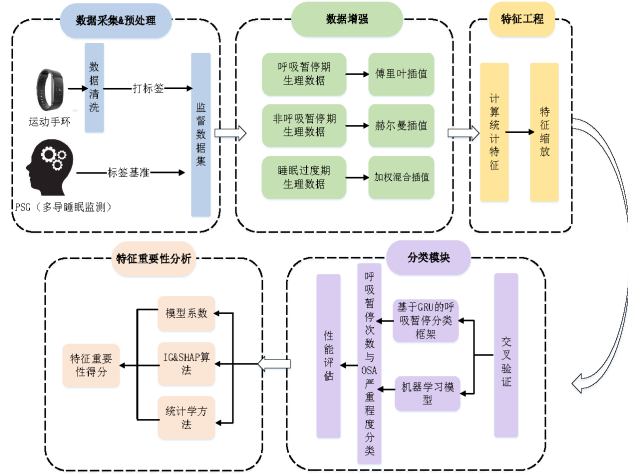 数据采集&预处理
运动手环
数据清洗
打标签
监督数据集
标签基准
PSG（多导睡眠监测）
数据增强
呼吸暂停期
生理数据
傅里叶插值
非呼吸暂停期
生理数据
赫尔曼插值
睡眠过度期
生理数据
加权混合插值
特征工程
计算统计特征
特征缩放
分类模块
交叉验证
基于GRU的呼
吸暂停分类
框架
机器学习模
型
呼吸暂停次数与OSA严重程度分类
性能评估
特征重要性分析
模型系数
IG&SHAP算
法
统计学方
法
特征重要
性得分